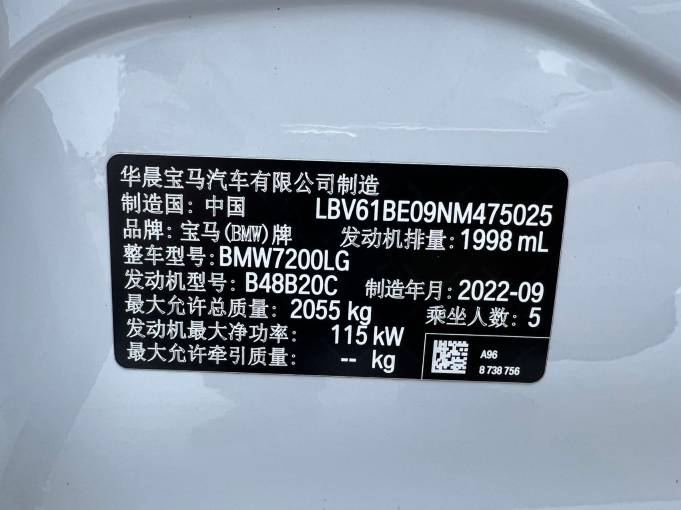 华晨宝马汽车有限公司制造
制造国: 中国 LBV61BE09NM475025
品牌: 宝马(BMW)牌 发动机排量: 1998 mL
整车型号: BMW7200LG
发动机型号: B48B20C 制造年月: 2022-09
最大允许总质量: 2055 kg 乘坐人数: 5
发动机最大净功率: 115 kW
最大允许牵引质量: -- kg
A96
8 738 756